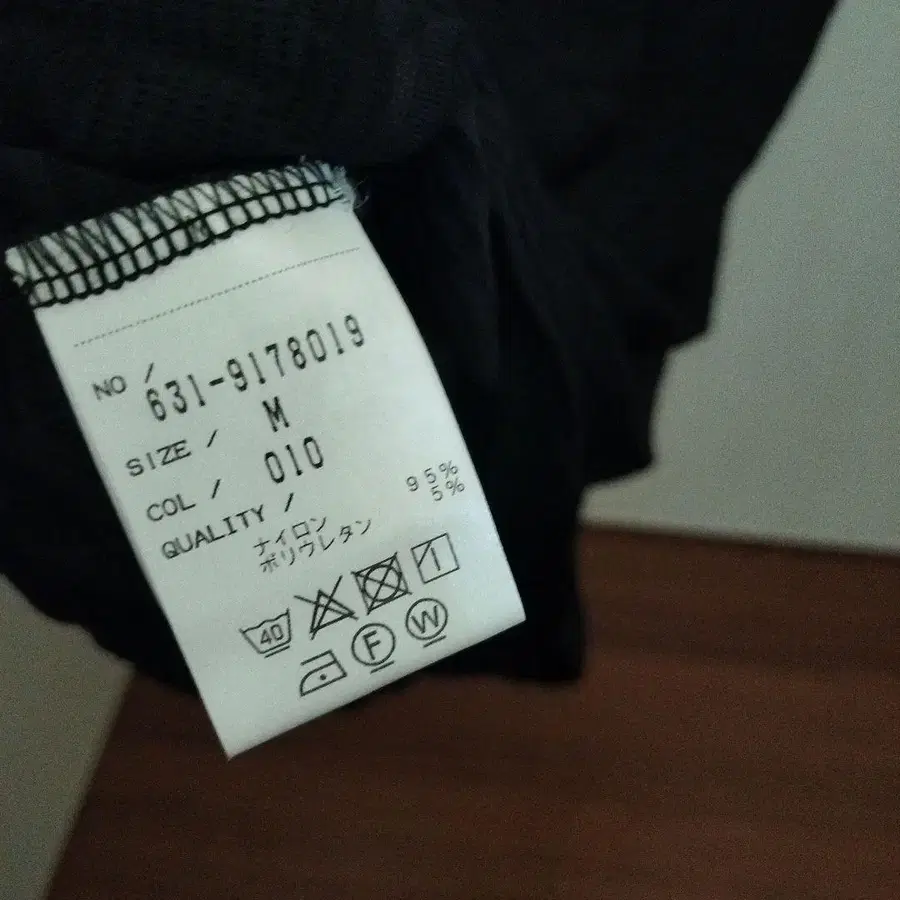 NO / 631-9178019
SIZE / M
COL / 010
QUALITY /
ナイロン 95%
ポリウレタン 5%
40
F W